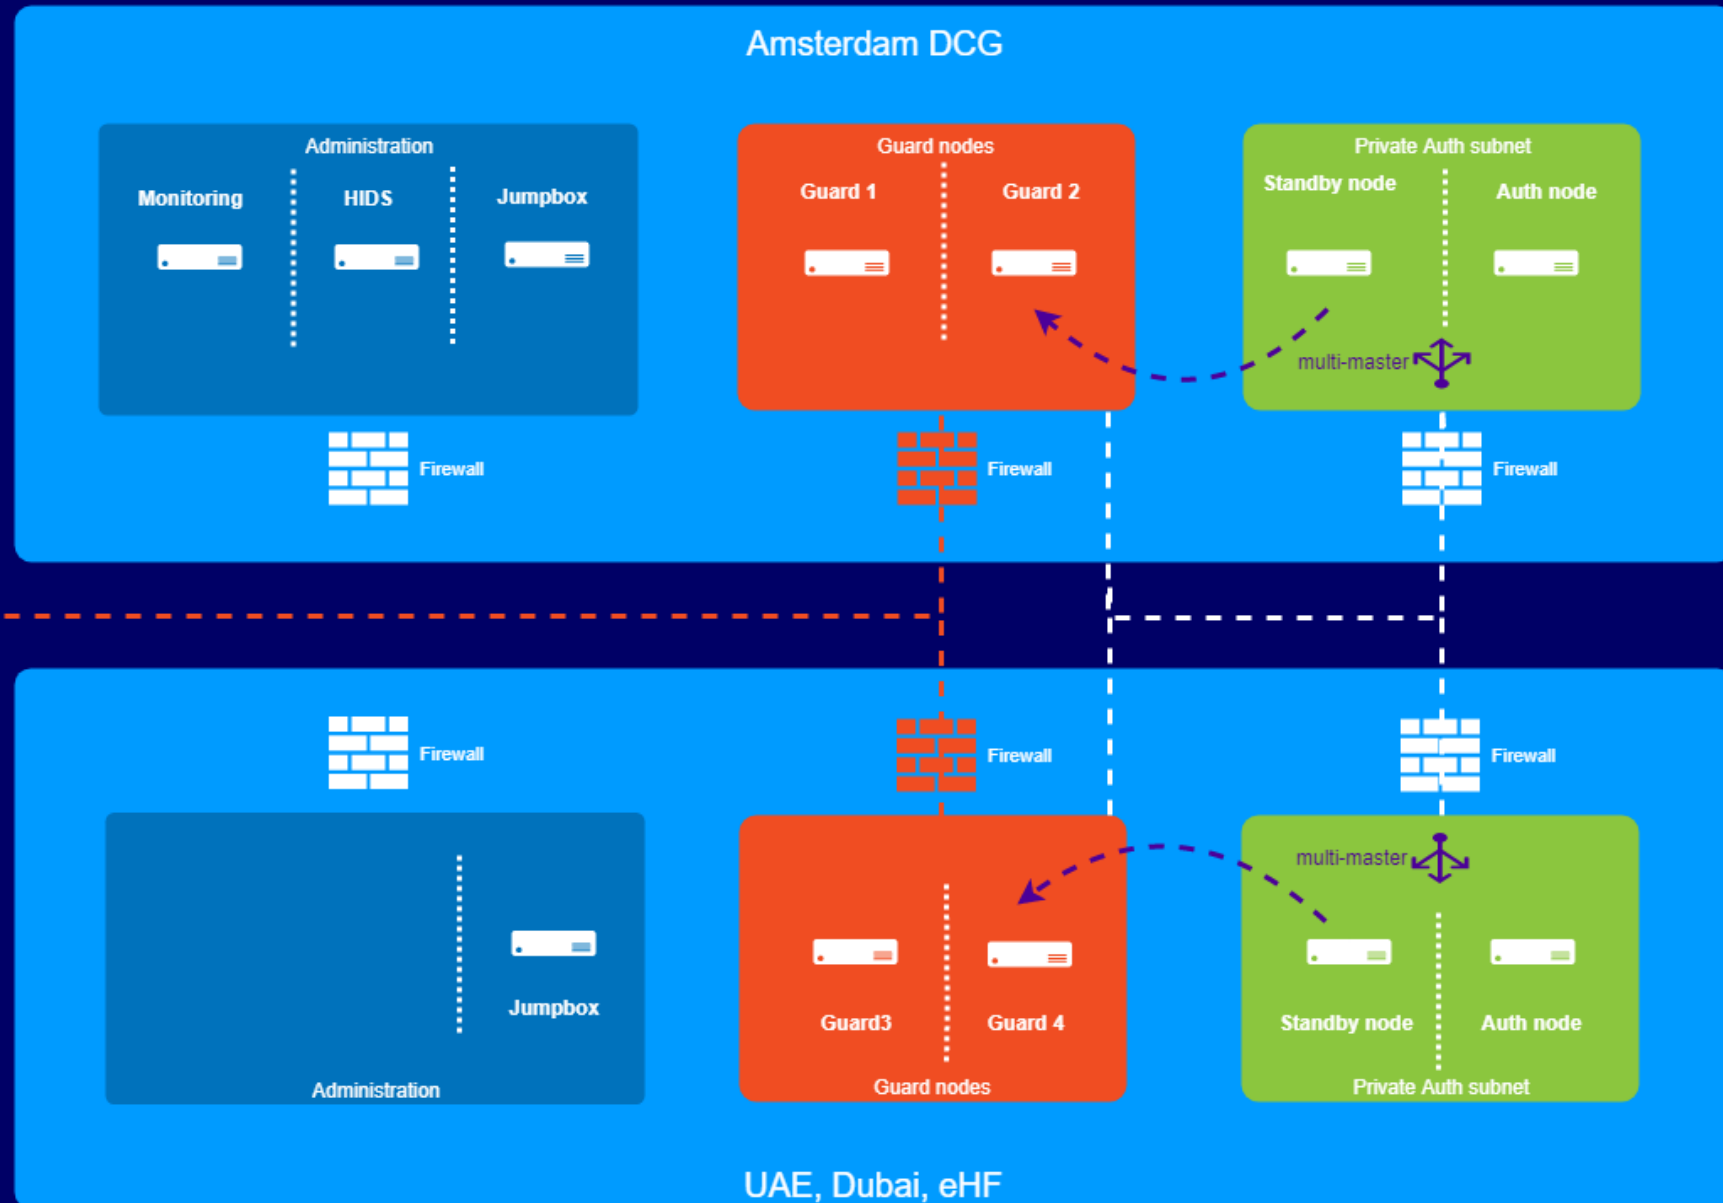 Amsterdam DCG
Administration
Monitoring
HIDS
Jumpbox
Guard nodes
Guard 1
Guard 2
Private Auth subnet
Standby node
Auth node
multi-master
Firewall
Firewall
Firewall
Firewall
Firewall
Firewall
Jumpbox
Administration
Guard3
Guard 4
Guard nodes
multi-master
Standby node
Auth node
Private Auth subnet
UAE, Dubai, eHF